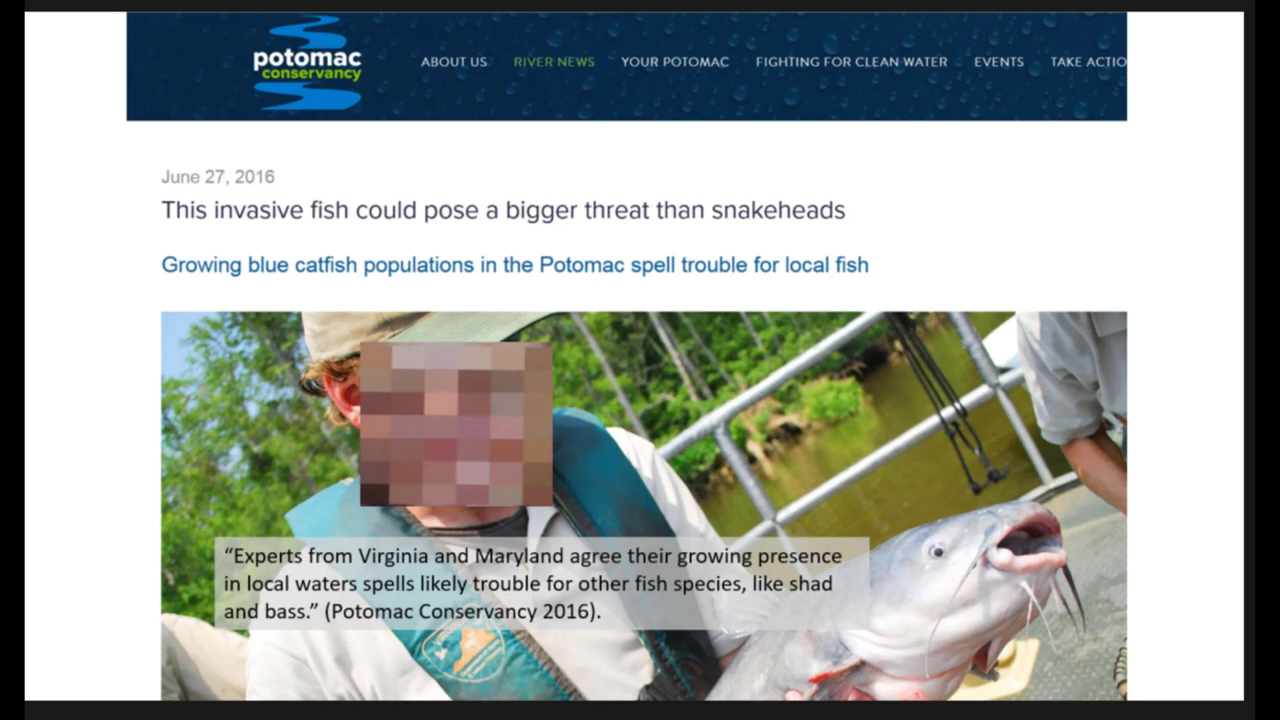 potomac
conservancy
ABOUT US RIVER NEWS YOUR POTOMAC FIGHTING FOR CLEAN WATER EVENTS TAKE ACTIO
June 27, 2016
This invasive fish could pose a bigger threat than snakeheads
Growing blue catfish populations in the Potomac spell trouble for local fish
“Experts from Virginia and Maryland agree their growing presence
in local waters spells likely trouble for other fish species, like shad
and bass.” (Potomac Conservancy 2016).